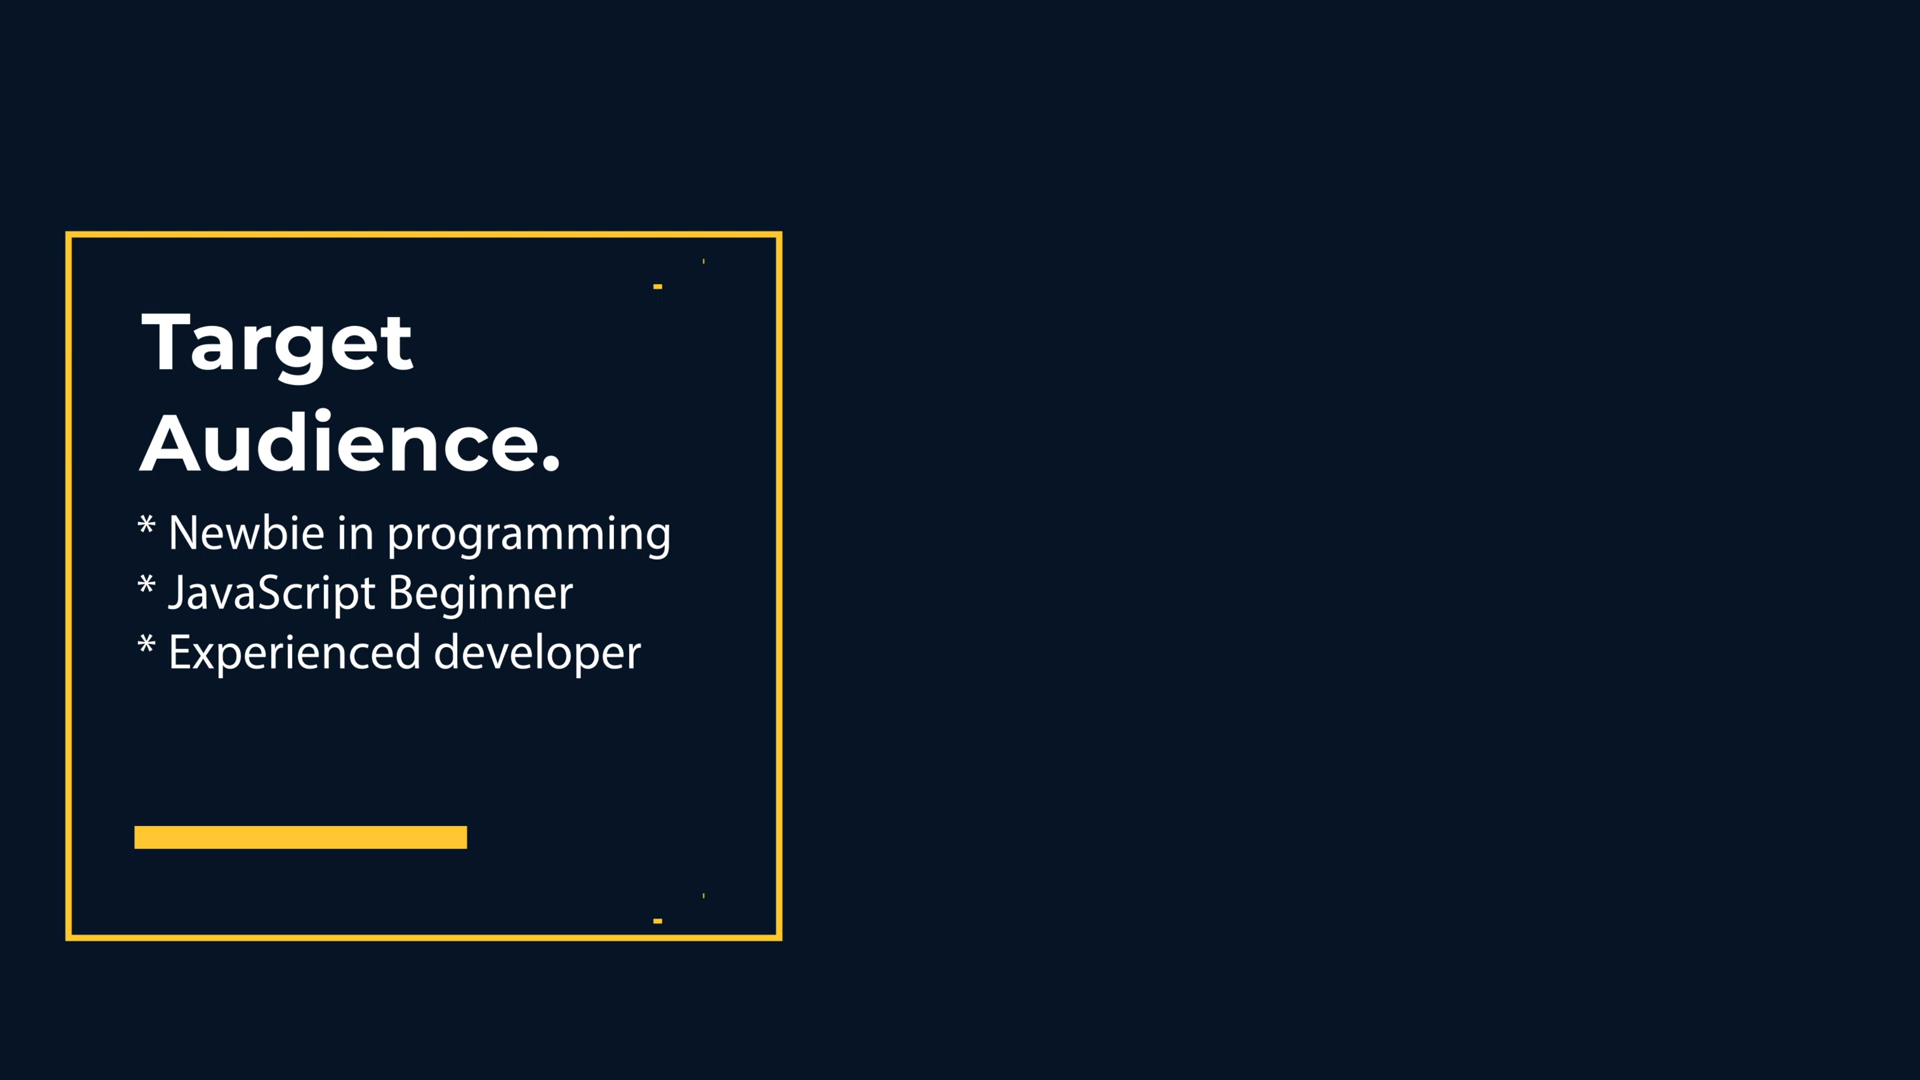 Target
Audience.
* Newbie in programming
* JavaScript Beginner
* Experienced developer